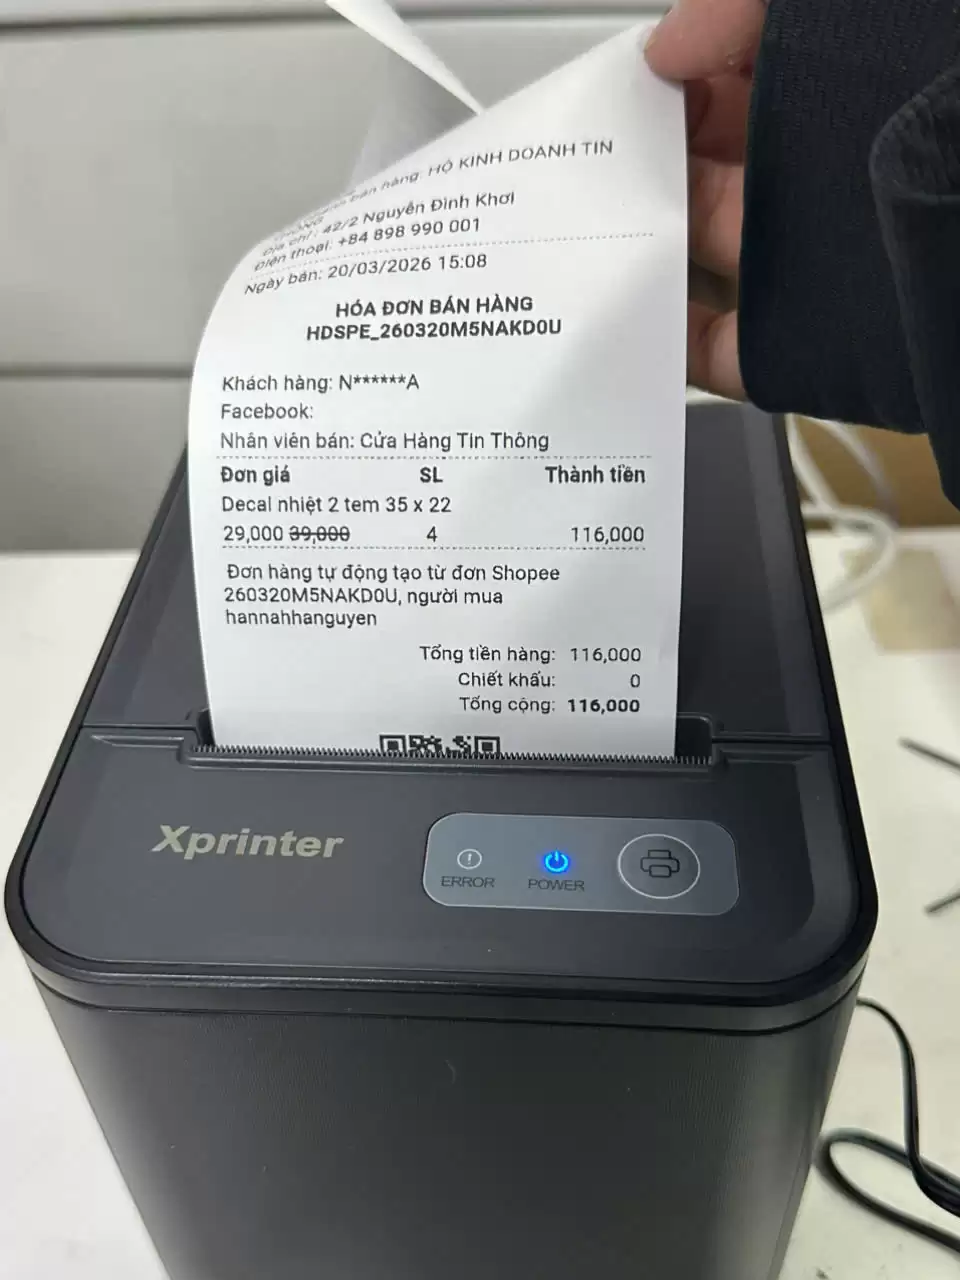 bán hàng: HỘ KINH DOANH TIN
THÔNG
Địa chỉ: 42/2 Nguyễn Đình Khơi
Điện thoại: +84 898 990 001
Ngày bán: 20/03/2026 15:08
HÓA ĐƠN BÁN HÀNG
HDSPE_260320M5NAKD0U
Khách hàng: N******A
Facebook:
Nhân viên bán: Cửa Hàng Tin Thông
Đơn giá SL Thành tiền
Decal nhiệt 2 tem 35 x 22
29,000 39,000 4 116,000
Đơn hàng tự động tạo từ đơn Shopee
260320M5NAKD0U, người mua
hannahhanguyen
Tổng tiền hàng: 116,000
Chiết khấu: 0
Tổng cộng: 116,000
Xprinter
ERROR POWER